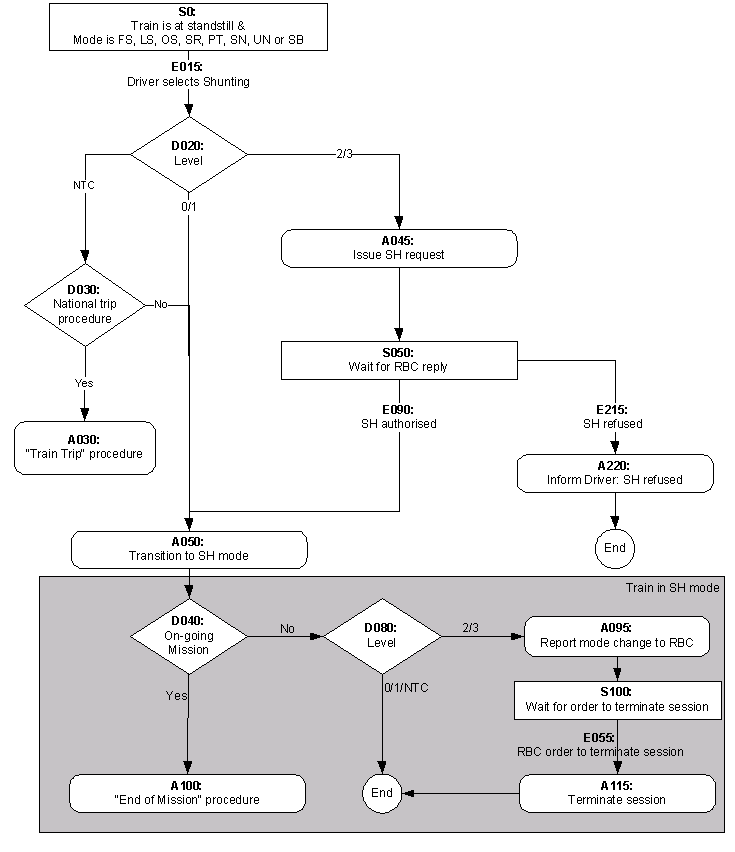 S0:
Train is at standstill &
Mode is FS, LS, OS, SR, PT, SN, UN or SB
E015:
Driver selects Shunting
D020:
Level
2/3
NTC
0/1
A045:
Issue SH request
D030:
National trip
procedure
No
S050:
Wait for RBC reply
Yes
E090:
SH authorised
E215:
SH refused
A030:
"Train Trip" procedure
A220:
Inform Driver: SH refused
A050:
Transition to SH mode
End
Train in SH mode
D040:
On-going
Mission
No
D080:
Level
2/3
A095:
Report mode change to RBC
Yes
0/1/NTC
S100:
Wait for order to terminate session
E055:
RBC order to terminate session
A100:
"End of Mission" procedure
End
A115:
Terminate session